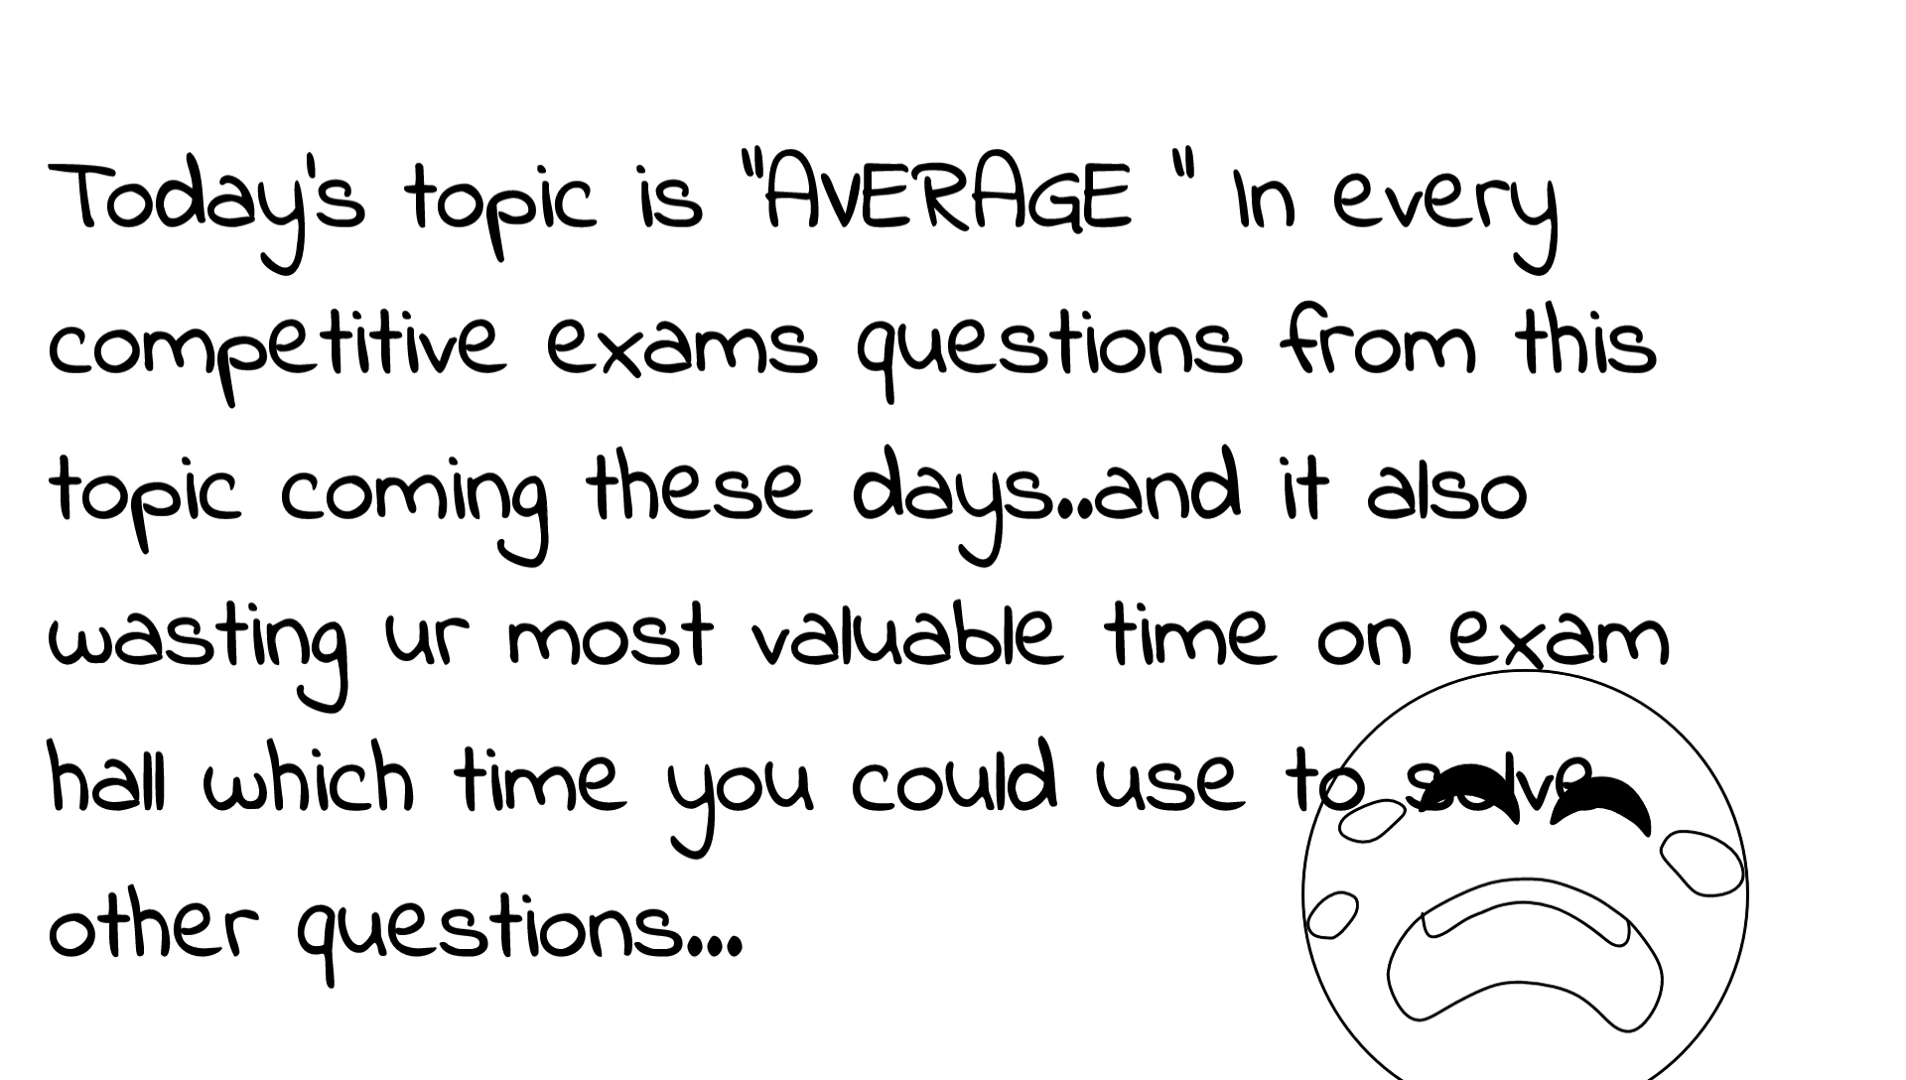 Today's topic is "AVERAGE " In every
competitive exams questions from this
topic coming these days..and it also
wasting ur most valuable time on exam
hall which time you could use to solve
other questions...